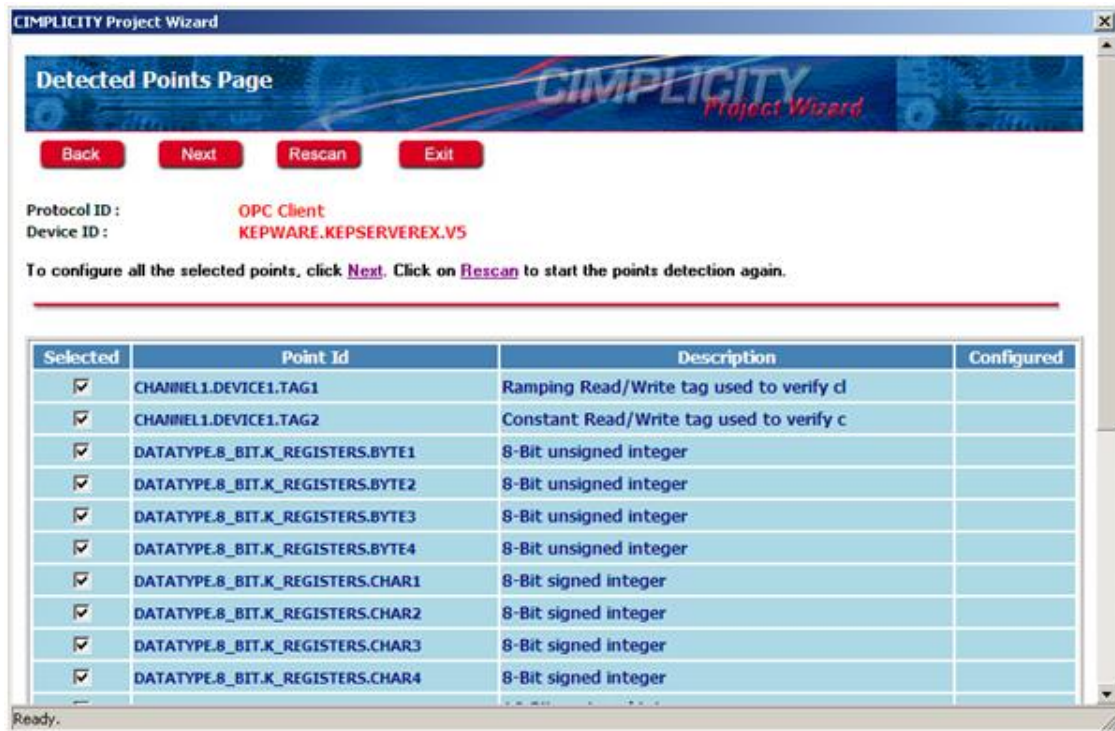 CIMPLICITY Project Wizard
Detected Points Page
CIMPLICITY
Project Wizard
Back Next Rescan Exit
Protocol ID : OPC Client
Device ID : KEPWARE.KEPSERVEREX.V5
To configure all the selected points, click Next. Click on Rescan to start the points detection again.
Selected Point Id Description Configured
CHANNEL1.DEVICE1.TAG1 Ramping Read/Write tag used to verify cl
CHANNEL1.DEVICE1.TAG2 Constant Read/Write tag used to verify c
DATATYPE.8_BIT.K_REGISTERS.BYTE1 8-Bit unsigned integer
DATATYPE.8_BIT.K_REGISTERS.BYTE2 8-Bit unsigned integer
DATATYPE.8_BIT.K_REGISTERS.BYTE3 8-Bit unsigned integer
DATATYPE.8_BIT.K_REGISTERS.BYTE4 8-Bit unsigned integer
DATATYPE.8_BIT.K_REGISTERS.CHAR1 8-Bit signed integer
DATATYPE.8_BIT.K_REGISTERS.CHAR2 8-Bit signed integer
DATATYPE.8_BIT.K_REGISTERS.CHAR3 8-Bit signed integer
DATATYPE.8_BIT.K_REGISTERS.CHAR4 8-Bit signed integer
Ready.